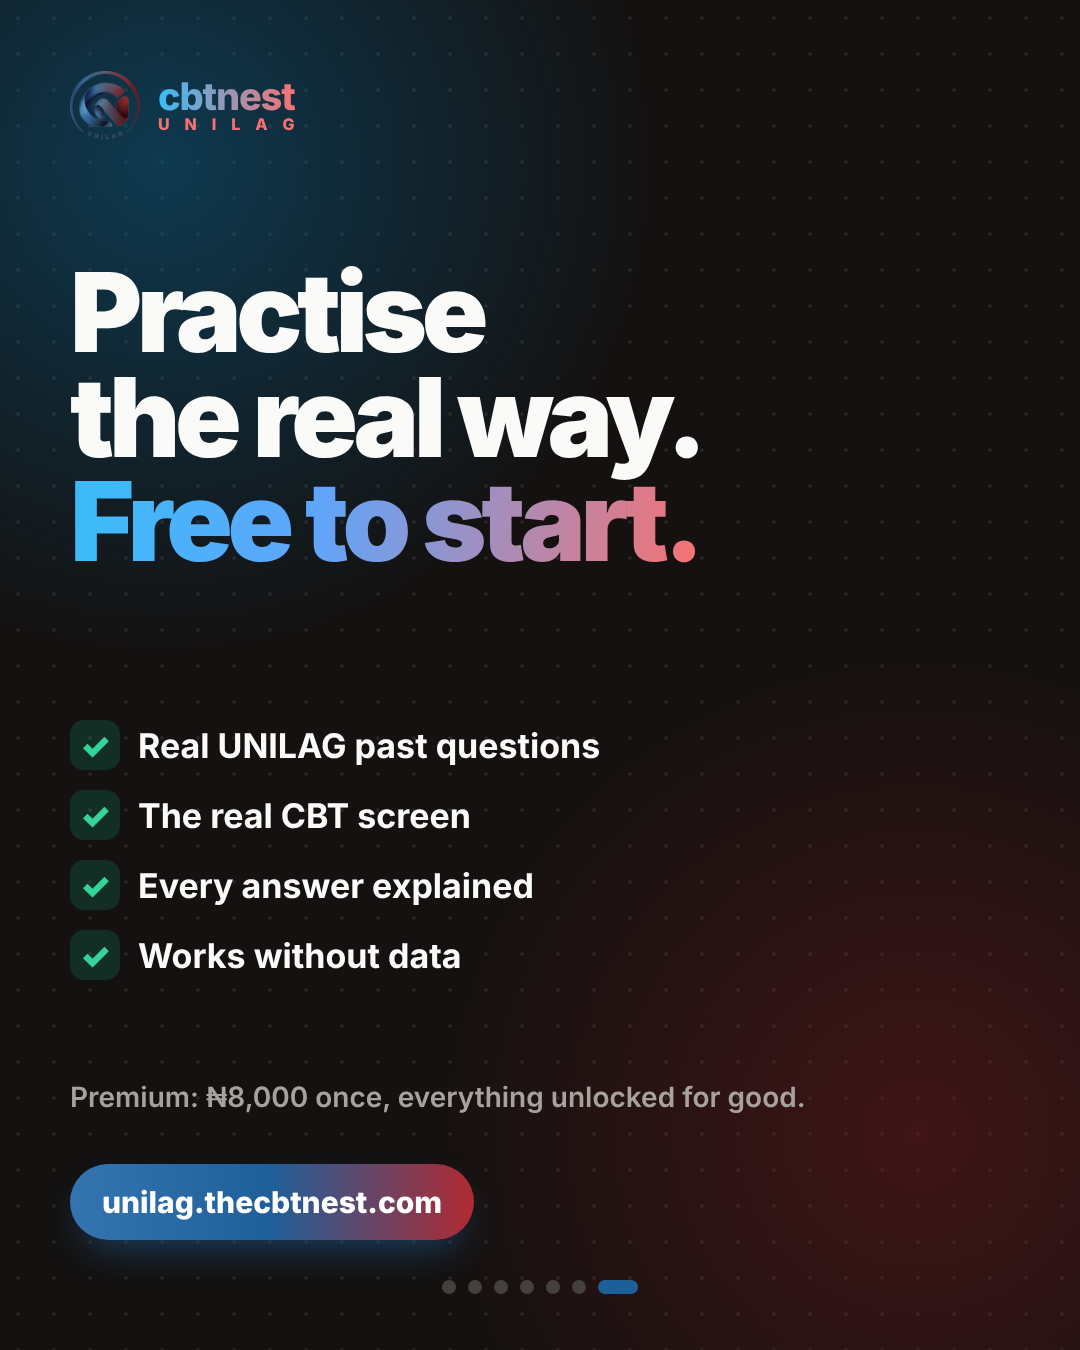 cbtnest
UNILAG
UNILAG
Practise
the real way.
Free to start.
Real UNILAG past questions
The real CBT screen
Every answer explained
Works without data
Premium: ₦8,000 once, everything unlocked for good.
unilag.thecbtnest.com